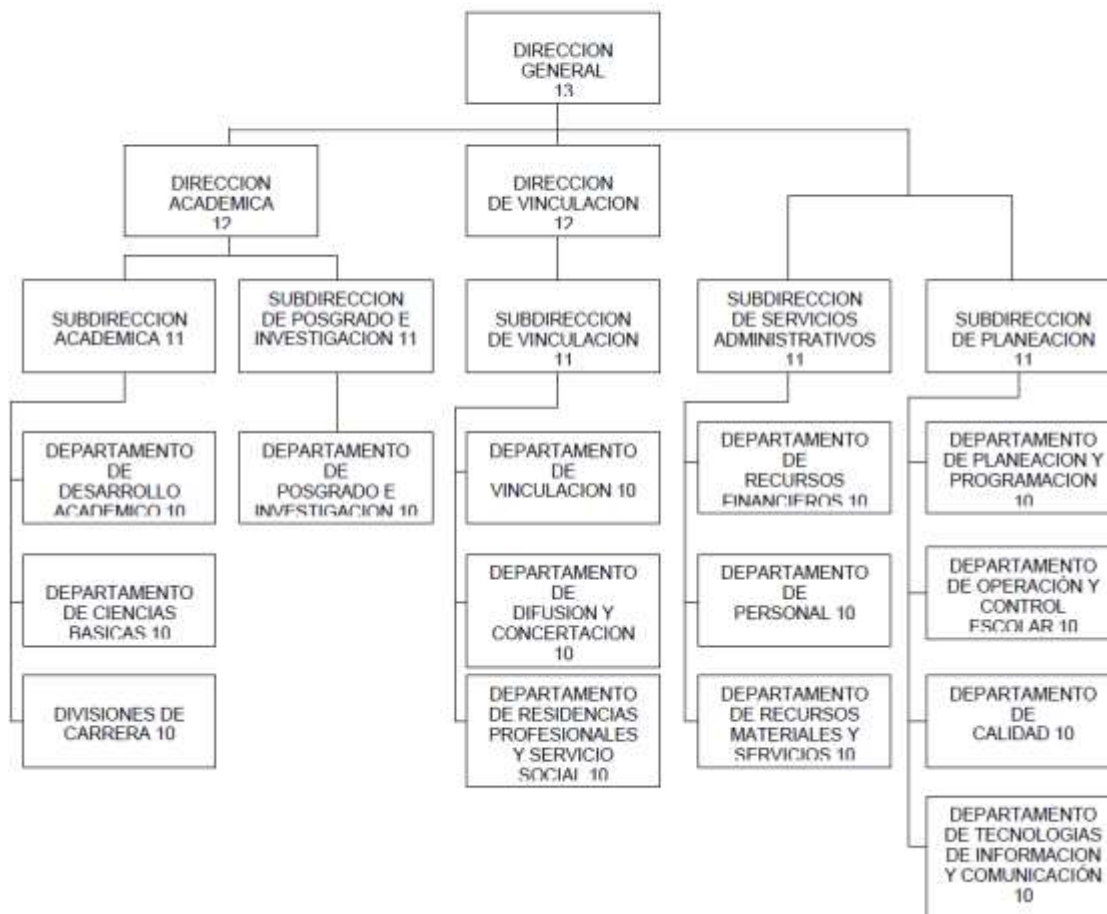 DIRECCION
GENERAL
13
DIRECCION
ACADEMICA
12
DIRECCION
DE VINCULACION
12
SUBDIRECCION
ACADEMICA 11
SUBDIRECCION
DE POSGRADO E
INVESTIGACION 11
SUBDIRECCION
DE VINCULACION
11
SUBDIRECCION
DE SERVICIOS
ADMINISTRATIVOS
11
SUBDIRECCION
DE PLANEACION
11
DEPARTAMENTO
DE
DESARROLLO
ACADEMICO 10
DEPARTAMENTO
DE
POSGRADO E
INVESTIGACION 10
DEPARTAMENTO
DE
VINCULACION 10
DEPARTAMENTO
DE
RECURSOS
FINANCIEROS 10
DEPARTAMENTO
DE PLANEACION Y
PROGRAMACION
10
DEPARTAMENTO
DE CIENCIAS
BASICAS 10
DEPARTAMENTO
DE
DIFUSION Y
CONCERTACION
10
DEPARTAMENTO
DE
PERSONAL 10
DEPARTAMENTO
DE OPERACIÓN Y
CONTROL
ESCOLAR 10
DIVISIONES DE
CARRERA 10
DEPARTAMENTO
DE RESIDENCIAS
PROFESIONALES
Y SERVICIO
SOCIAL 10
DEPARTAMENTO
DE RECURSOS
MATERIALES Y
SERVICIOS 10
DEPARTAMENTO
DE
CALIDAD 10
DEPARTAMENTO
DE TECNOLOGIAS
DE INFORMACION
Y COMUNICACIÓN
10